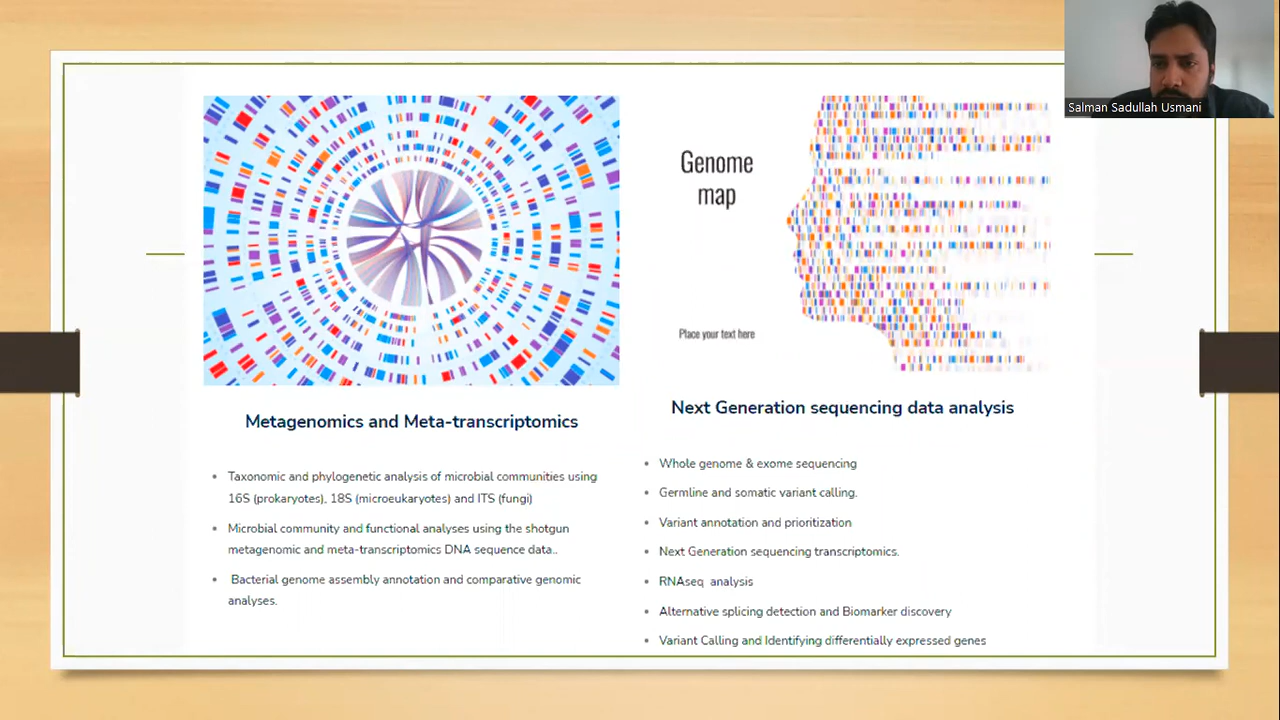 Salman Sadullah Usmani
Genome
map
Place your text here
Metagenomics and Meta-transcriptomics
• Taxonomic and phylogenetic analysis of microbial communities using
16S (prokaryotes), 18S (microeukaryotes) and ITS (fungi)
• Microbial community and functional analyses using the shotgun
metagenomic and meta-transcriptomics DNA sequence data..
• Bacterial genome assembly annotation and comparative genomic
analyses.
Next Generation sequencing data analysis
• Whole genome & exome sequencing
• Germline and somatic variant calling.
• Variant annotation and prioritization
• Next Generation sequencing transcriptomics.
• RNAseq analysis
• Alternative splicing detection and Biomarker discovery
• Variant Calling and Identifying differentially expressed genes